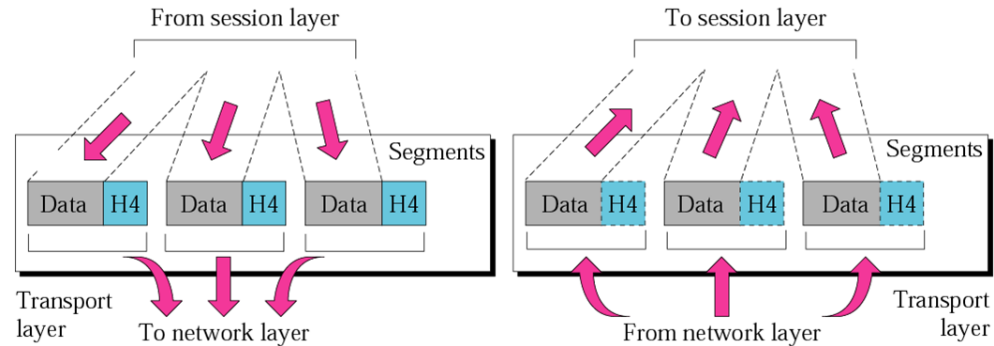 From session layer
Segments
Data H4 Data H4 Data H4
Transport
layer
To network layer
To session layer
Segments
Data H4 Data H4 Data H4
From network layer
Transport
layer